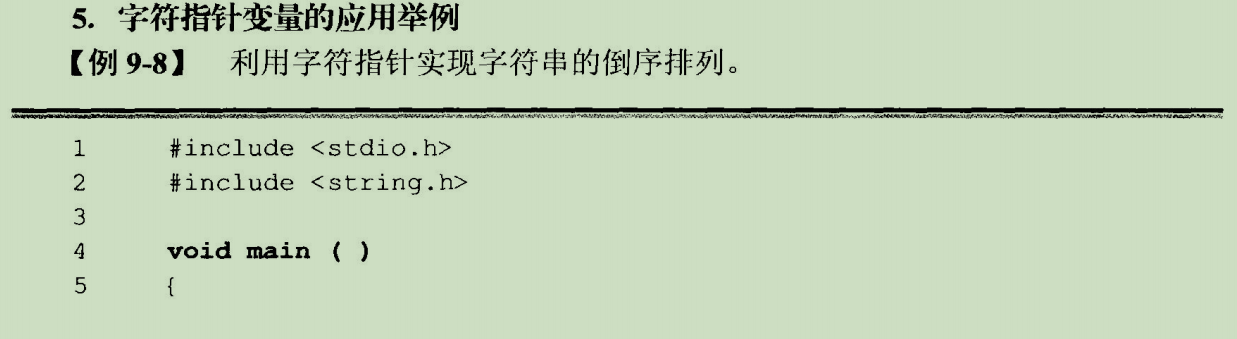 5. 字符指针变量的应用举例
【例 9-8】 利用字符指针实现字符串的倒序排列。
1 #include <stdio.h>
2 #include <string.h>
3
4 void main ( )
5 {